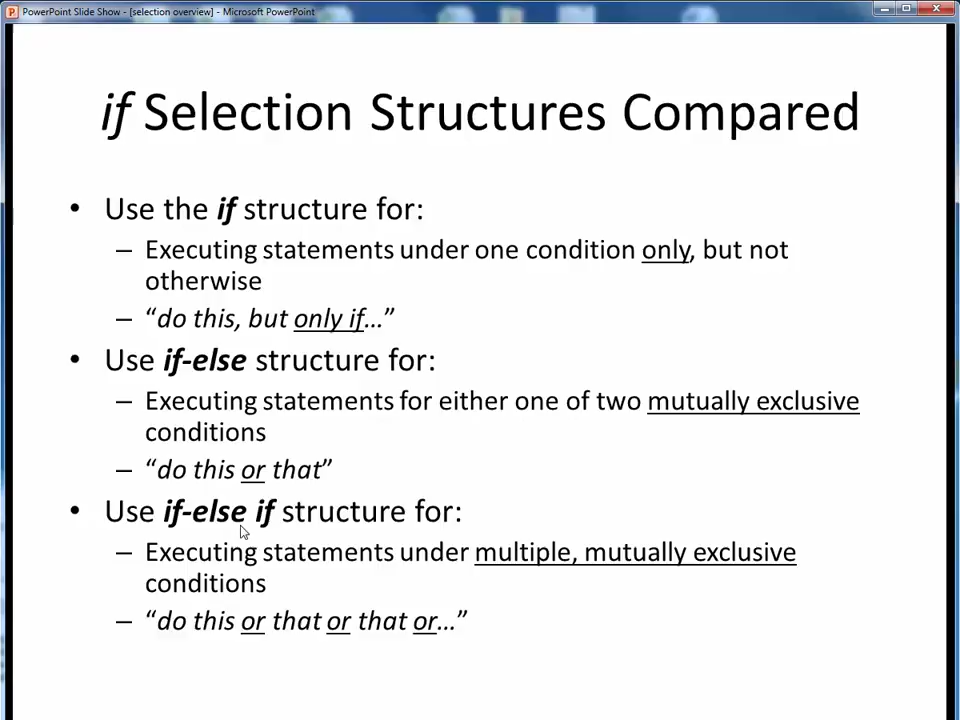 PowerPoint Slide Show - [selection overview] - Microsoft PowerPoint
if Selection Structures Compared
• Use the if structure for:
– Executing statements under one condition only, but not
otherwise
– “do this, but only if…”
• Use if-else structure for:
– Executing statements for either one of two mutually exclusive
conditions
– “do this or that”
• Use if-else if structure for:
– Executing statements under multiple, mutually exclusive
conditions
– “do this or that or that or…”